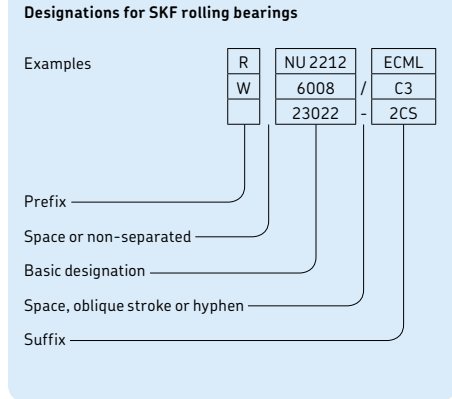 Designations for SKF rolling bearings
Examples R NU 2212 ECML
W 6008 / C3
23022 - 2CS
Prefix
Space or non-separated
Basic designation
Space, oblique stroke or hyphen
Suffix